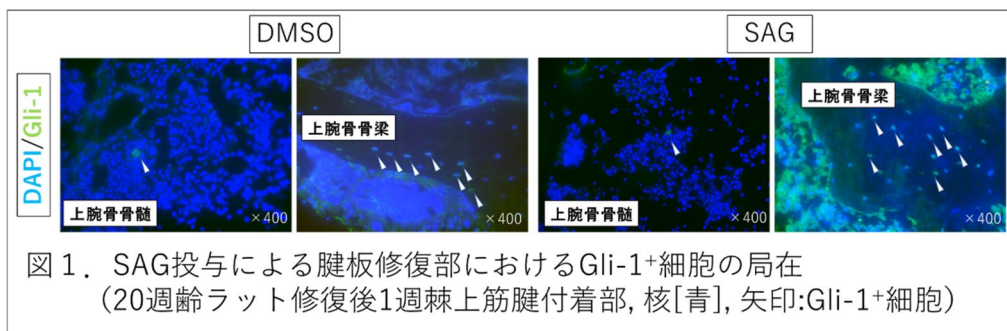 DMSO
SAG
DAPI/Gli-1
上腕骨骨髄
×400
上腕骨骨梁
×400
上腕骨骨髄
×400
上腕骨骨梁
×400
図１．SAG投与による腱板修復部におけるGli-1⁺細胞の局在
（20週齢ラット修復後1週棘上筋腱付着部, 核[青], 矢印:Gli-1⁺細胞）